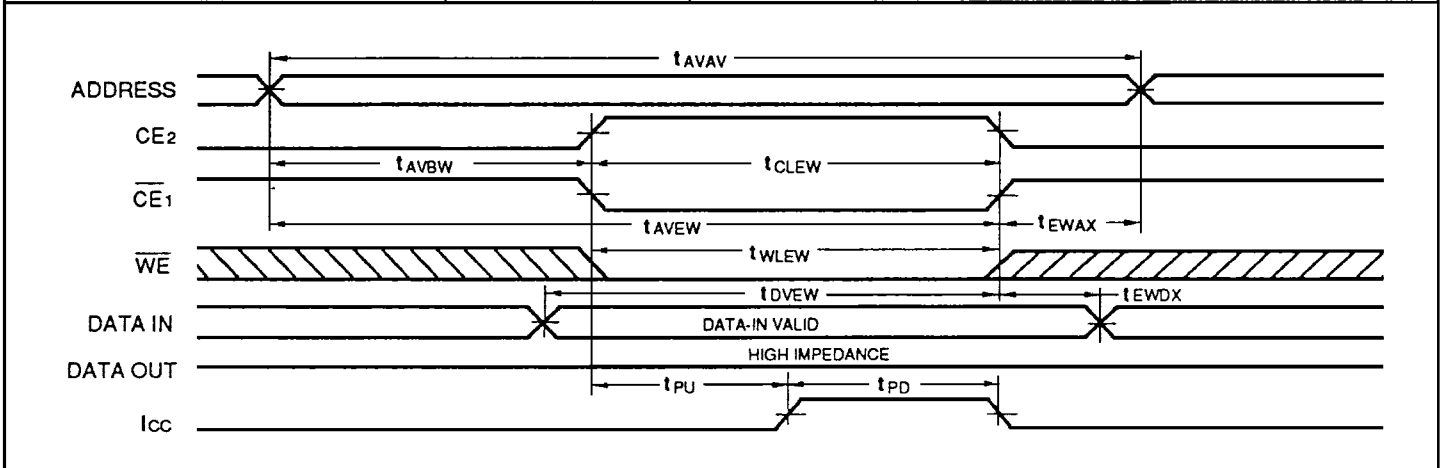 tAVAV
ADDRESS
CE2
tAVBW
tCLEW
CE1
tAVEW
tEWAX
WE
tWLEW
tDVEW
tEWDX
DATA IN
DATA-IN VALID
HIGH IMPEDANCE
DATA OUT
tPU
tPD
Icc